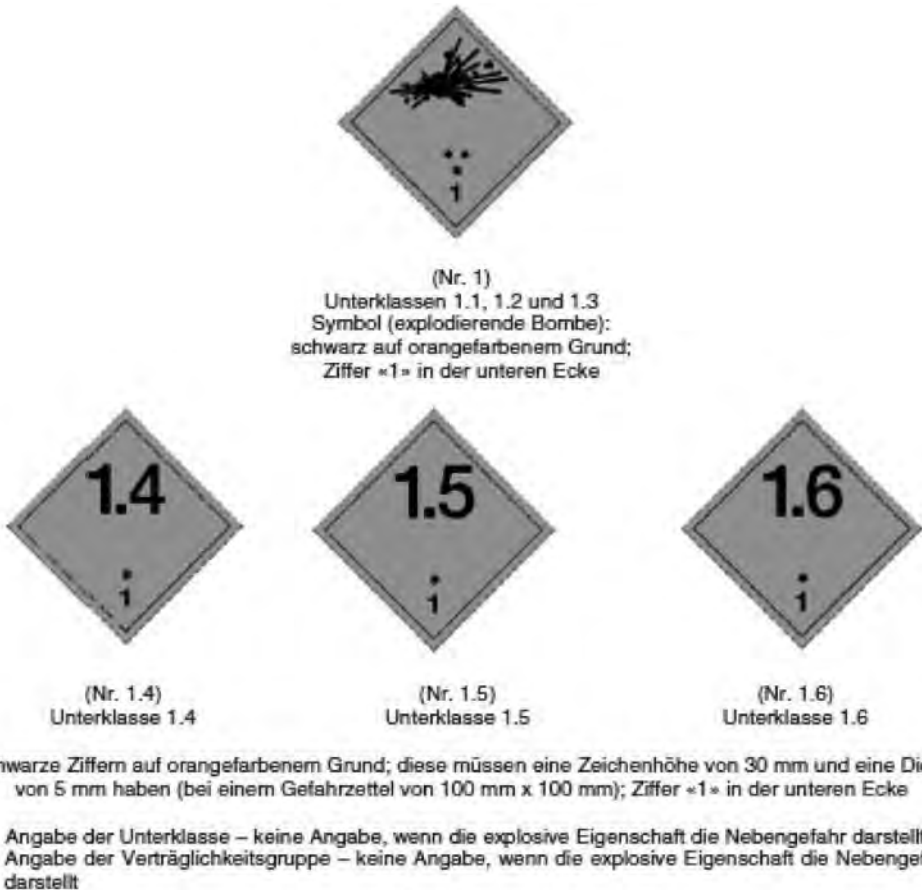 1
(Nr. 1)
Unterklassen 1.1, 1.2 und 1.3
Symbol (explodierende Bombe):
schwarz auf orangefarbenem Grund;
Ziffer «1» in der unteren Ecke
1.4
1
1.5
1
1.6
1
(Nr. 1.4)
Unterklasse 1.4
(Nr. 1.5)
Unterklasse 1.5
(Nr. 1.6)
Unterklasse 1.6
Ziffern auf orangefarbenem Grund; diese müssen eine Zeichenhöhe von 30 mm und eine
von 5 mm haben (bei einem Gefahrzettel von 100 mm x 100 mm); Ziffer «1» in der unteren Ecke
Angabe der Unterklasse – keine Angabe, wenn die explosive Eigenschaft die Nebengefahr darstellt
Angabe der Verträglichkeitsgruppe – keine Angabe, wenn die explosive Eigenschaft die
darstellt